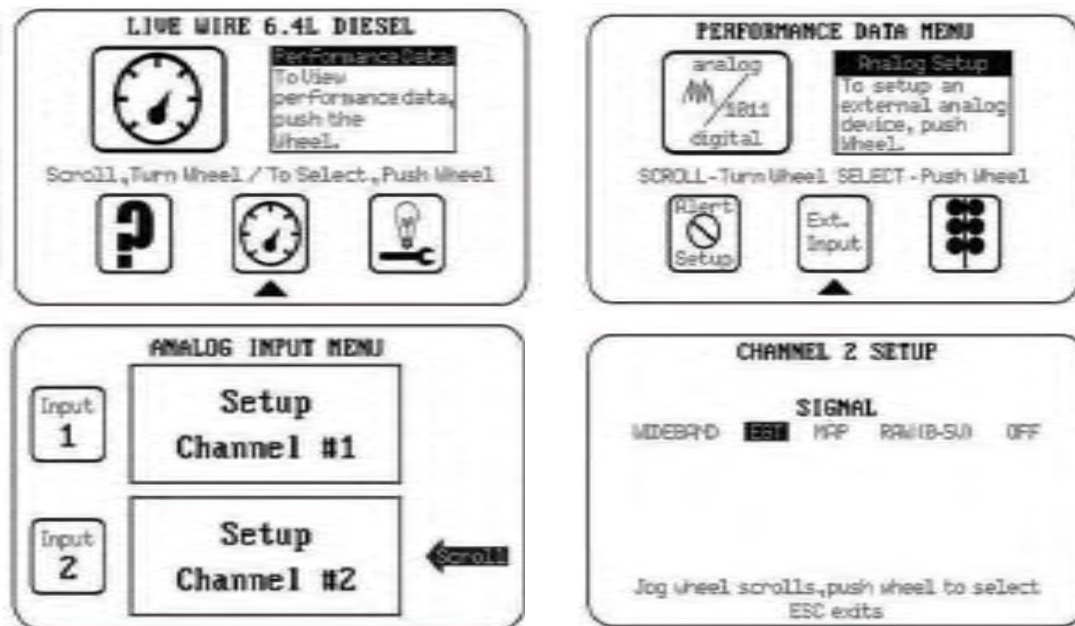 LIVE WIRE 6.4L DIESEL
Performance Data
To View
performance data,
push the
Wheel.
Scroll,Turn Wheel / To Select,Push Wheel
?
PERFORMANCE DATA MENU
analog
1011
digital
Analog Setup
To setup an
external analog
device, push
Wheel.
SCROLL-Turn Wheel SELECT-Push Wheel
Alert
Setup
Ext.
Input
ANALOG INPUT MENU
Input
1
Setup
Channel #1
Input
2
Setup
Channel #2
Scroll
CHANNEL 2 SETUP
SIGNAL
WIDEBAND EGT MAP RAW(0-5V) OFF
Jog wheel scrolls,push wheel to select
ESC exits